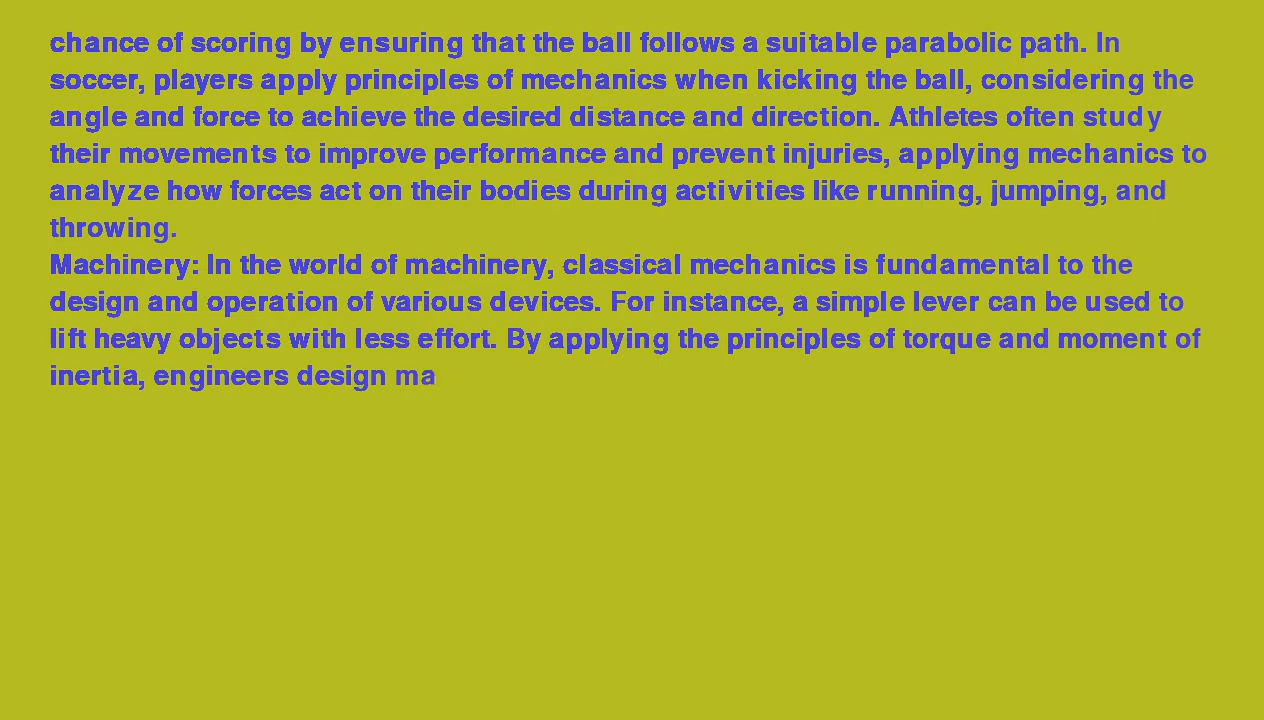 chance of scoring by ensuring that the ball follows a suitable parabolic path. In
soccer, players apply principles of mechanics when kicking the ball, considering the
angle and force to achieve the desired distance and direction. Athletes often study
their movements to improve performance and prevent injuries, applying mechanics to
analyze how forces act on their bodies during activities like running, jumping, and
throwing.
Machinery: In the world of machinery, classical mechanics is fundamental to the
design and operation of various devices. For instance, a simple lever can be used to
lift heavy objects with less effort. By applying the principles of torque and moment of
inertia, engineers design ma